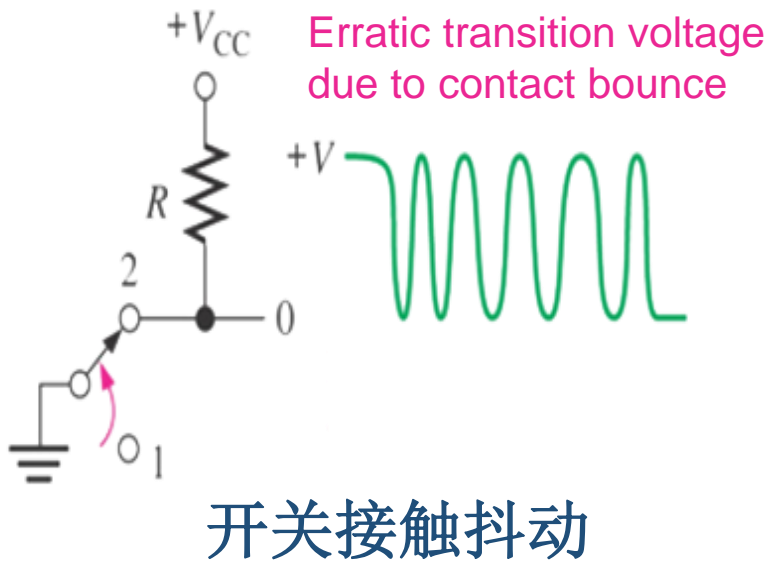 +VCC
Erratic transition voltage
due to contact bounce
+V
R
2
0
1
开关接触抖动